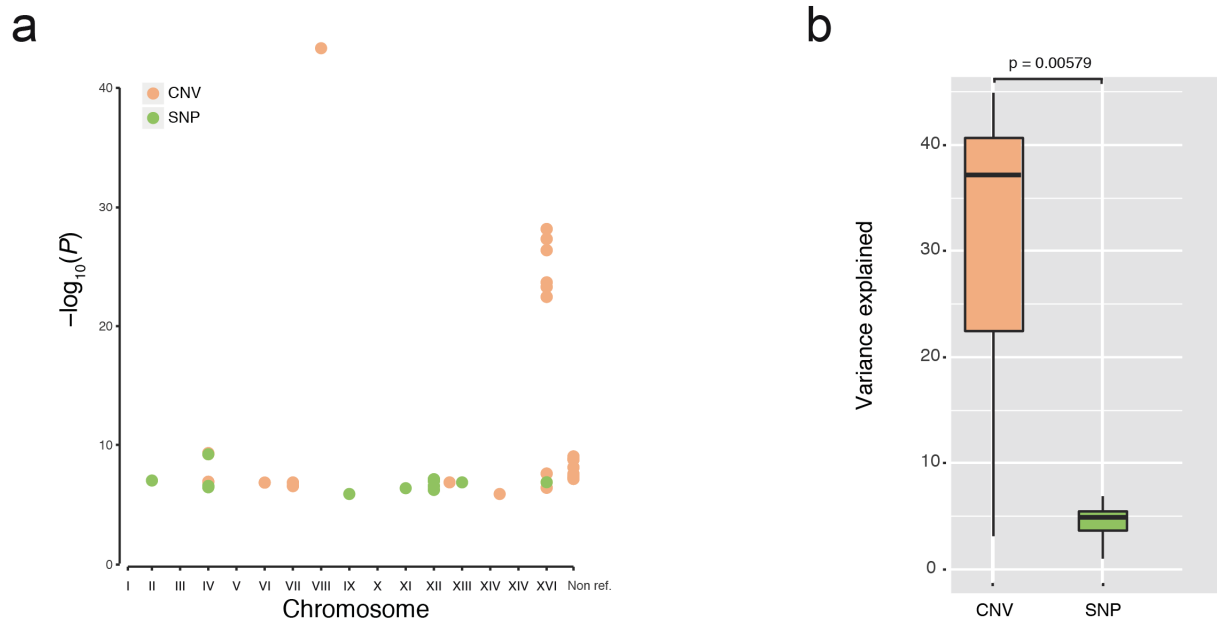 a
CNV
SNP
40
30
20
10
0
–log10(P)
I II III IV V VI VII VIII IX X XI XII XIII XIV XIV XVI Non ref.
Chromosome
b
p = 0.00579
40
30
20
10
0
Variance explained
CNV SNP